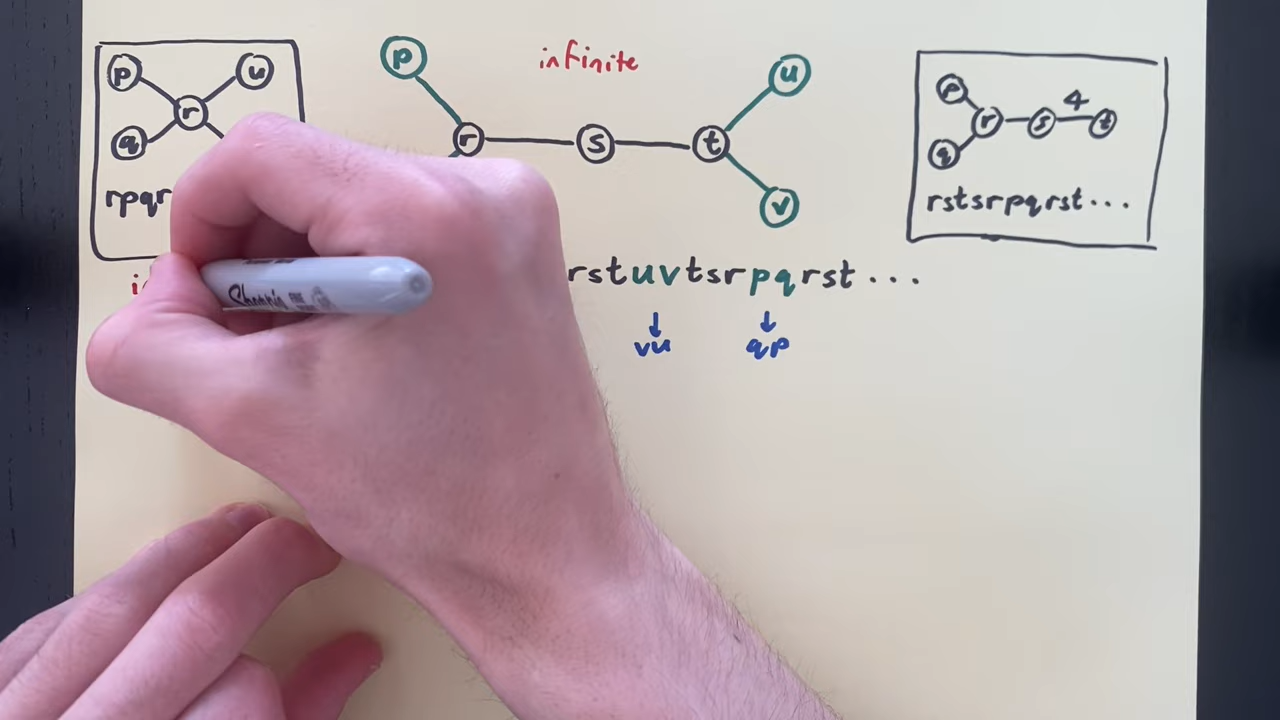 p
u
r
q
rpqr
infinite
p
u
r
s
t
v
rstuvtsrpqrst...
vu
qp
p
r
s
4
t
q
rstsrpqrst...
Sharpie